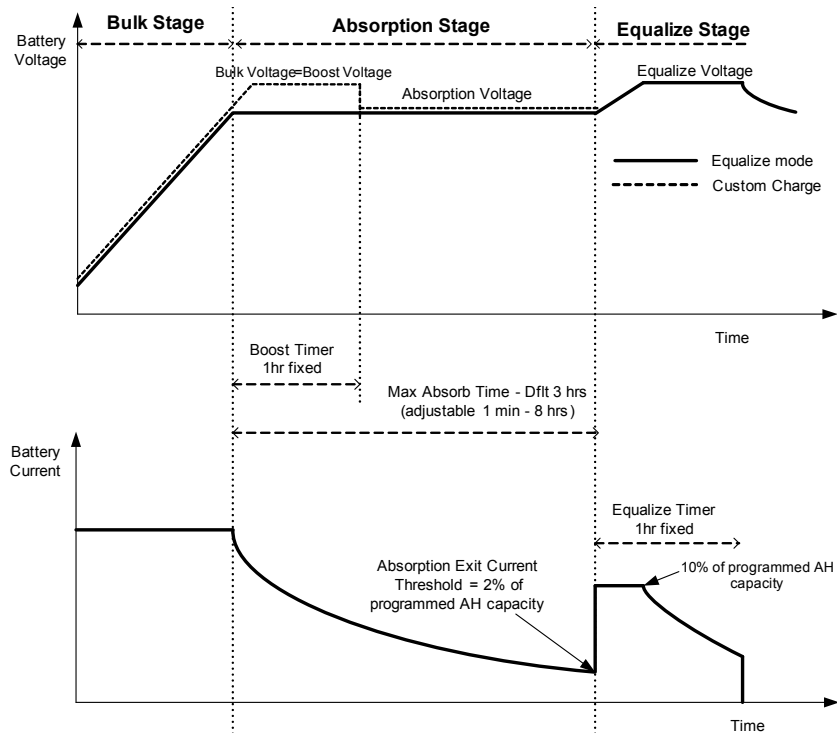 Bulk Stage
Absorption Stage
Equalize Stage
Battery
Voltage
Bulk Voltage=Boost Voltage
Absorption Voltage
Equalize Voltage
Equalize mode
Custom Charge
Time
Boost Timer
1hr fixed
Max Absorb Time - Dflt 3 hrs
(adjustable 1 min - 8 hrs)
Battery
Current
Equalize Timer
1hr fixed
Absorption Exit Current
Threshold = 2% of
programmed AH capacity
10% of programmed AH
capacity
Time